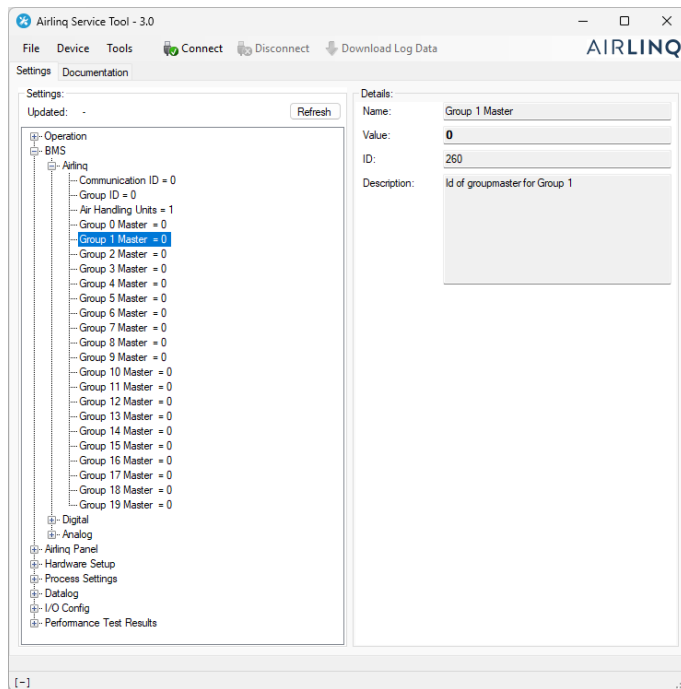 Airlinq Service Tool - 3.0
File Device Tools Connect Disconnect Download Log Data AIRLINQ
Settings Documentation
Settings:
Updated: - Refresh
Operation
BMS
Airlinq
Communication ID = 0
Group ID = 0
Air Handling Units = 1
Group 0 Master = 0
Group 1 Master = 0
Group 2 Master = 0
Group 3 Master = 0
Group 4 Master = 0
Group 5 Master = 0
Group 6 Master = 0
Group 7 Master = 0
Group 8 Master = 0
Group 9 Master = 0
Group 10 Master = 0
Group 11 Master = 0
Group 12 Master = 0
Group 13 Master = 0
Group 14 Master = 0
Group 15 Master = 0
Group 16 Master = 0
Group 17 Master = 0
Group 18 Master = 0
Group 19 Master = 0
Digital
Analog
Airlinq Panel
Hardware Setup
Process Settings
Datalog
I/O Config
Performance Test Results
Details:
Name: Group 1 Master
Value: 0
ID: 260
Description: Id of groupmaster for Group 1
[-]